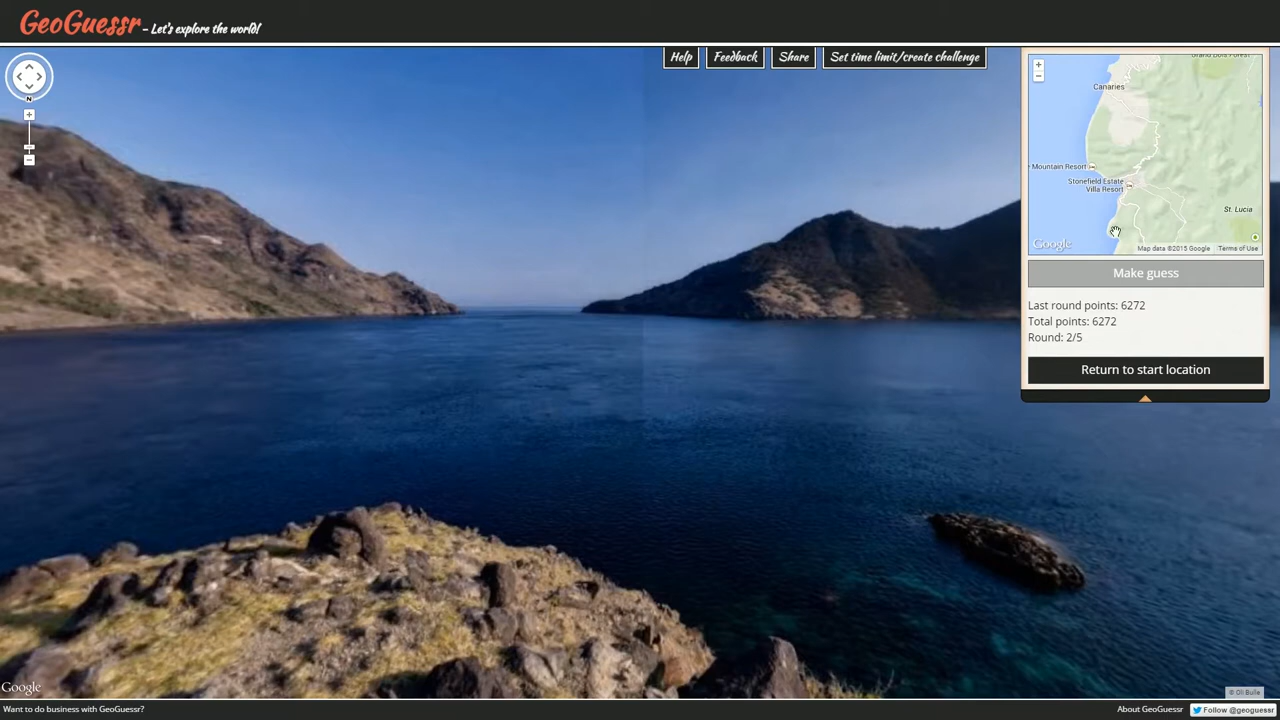 GeoGuessr - Let's explore the world!
Help
Feedback
Share
Set time limit/create challenge
N
Canaries
Mountain Resort
Stonefield Estate
Villa Resort
St. Lucia
Google
Map data ©2015 Google
Terms of Use
Make guess
Last round points: 6272
Total points: 6272
Round: 2/5
Return to start location
Google
© Oli Bulle
Want to do business with GeoGuessr?
About GeoGuessr
Follow @geoguessr